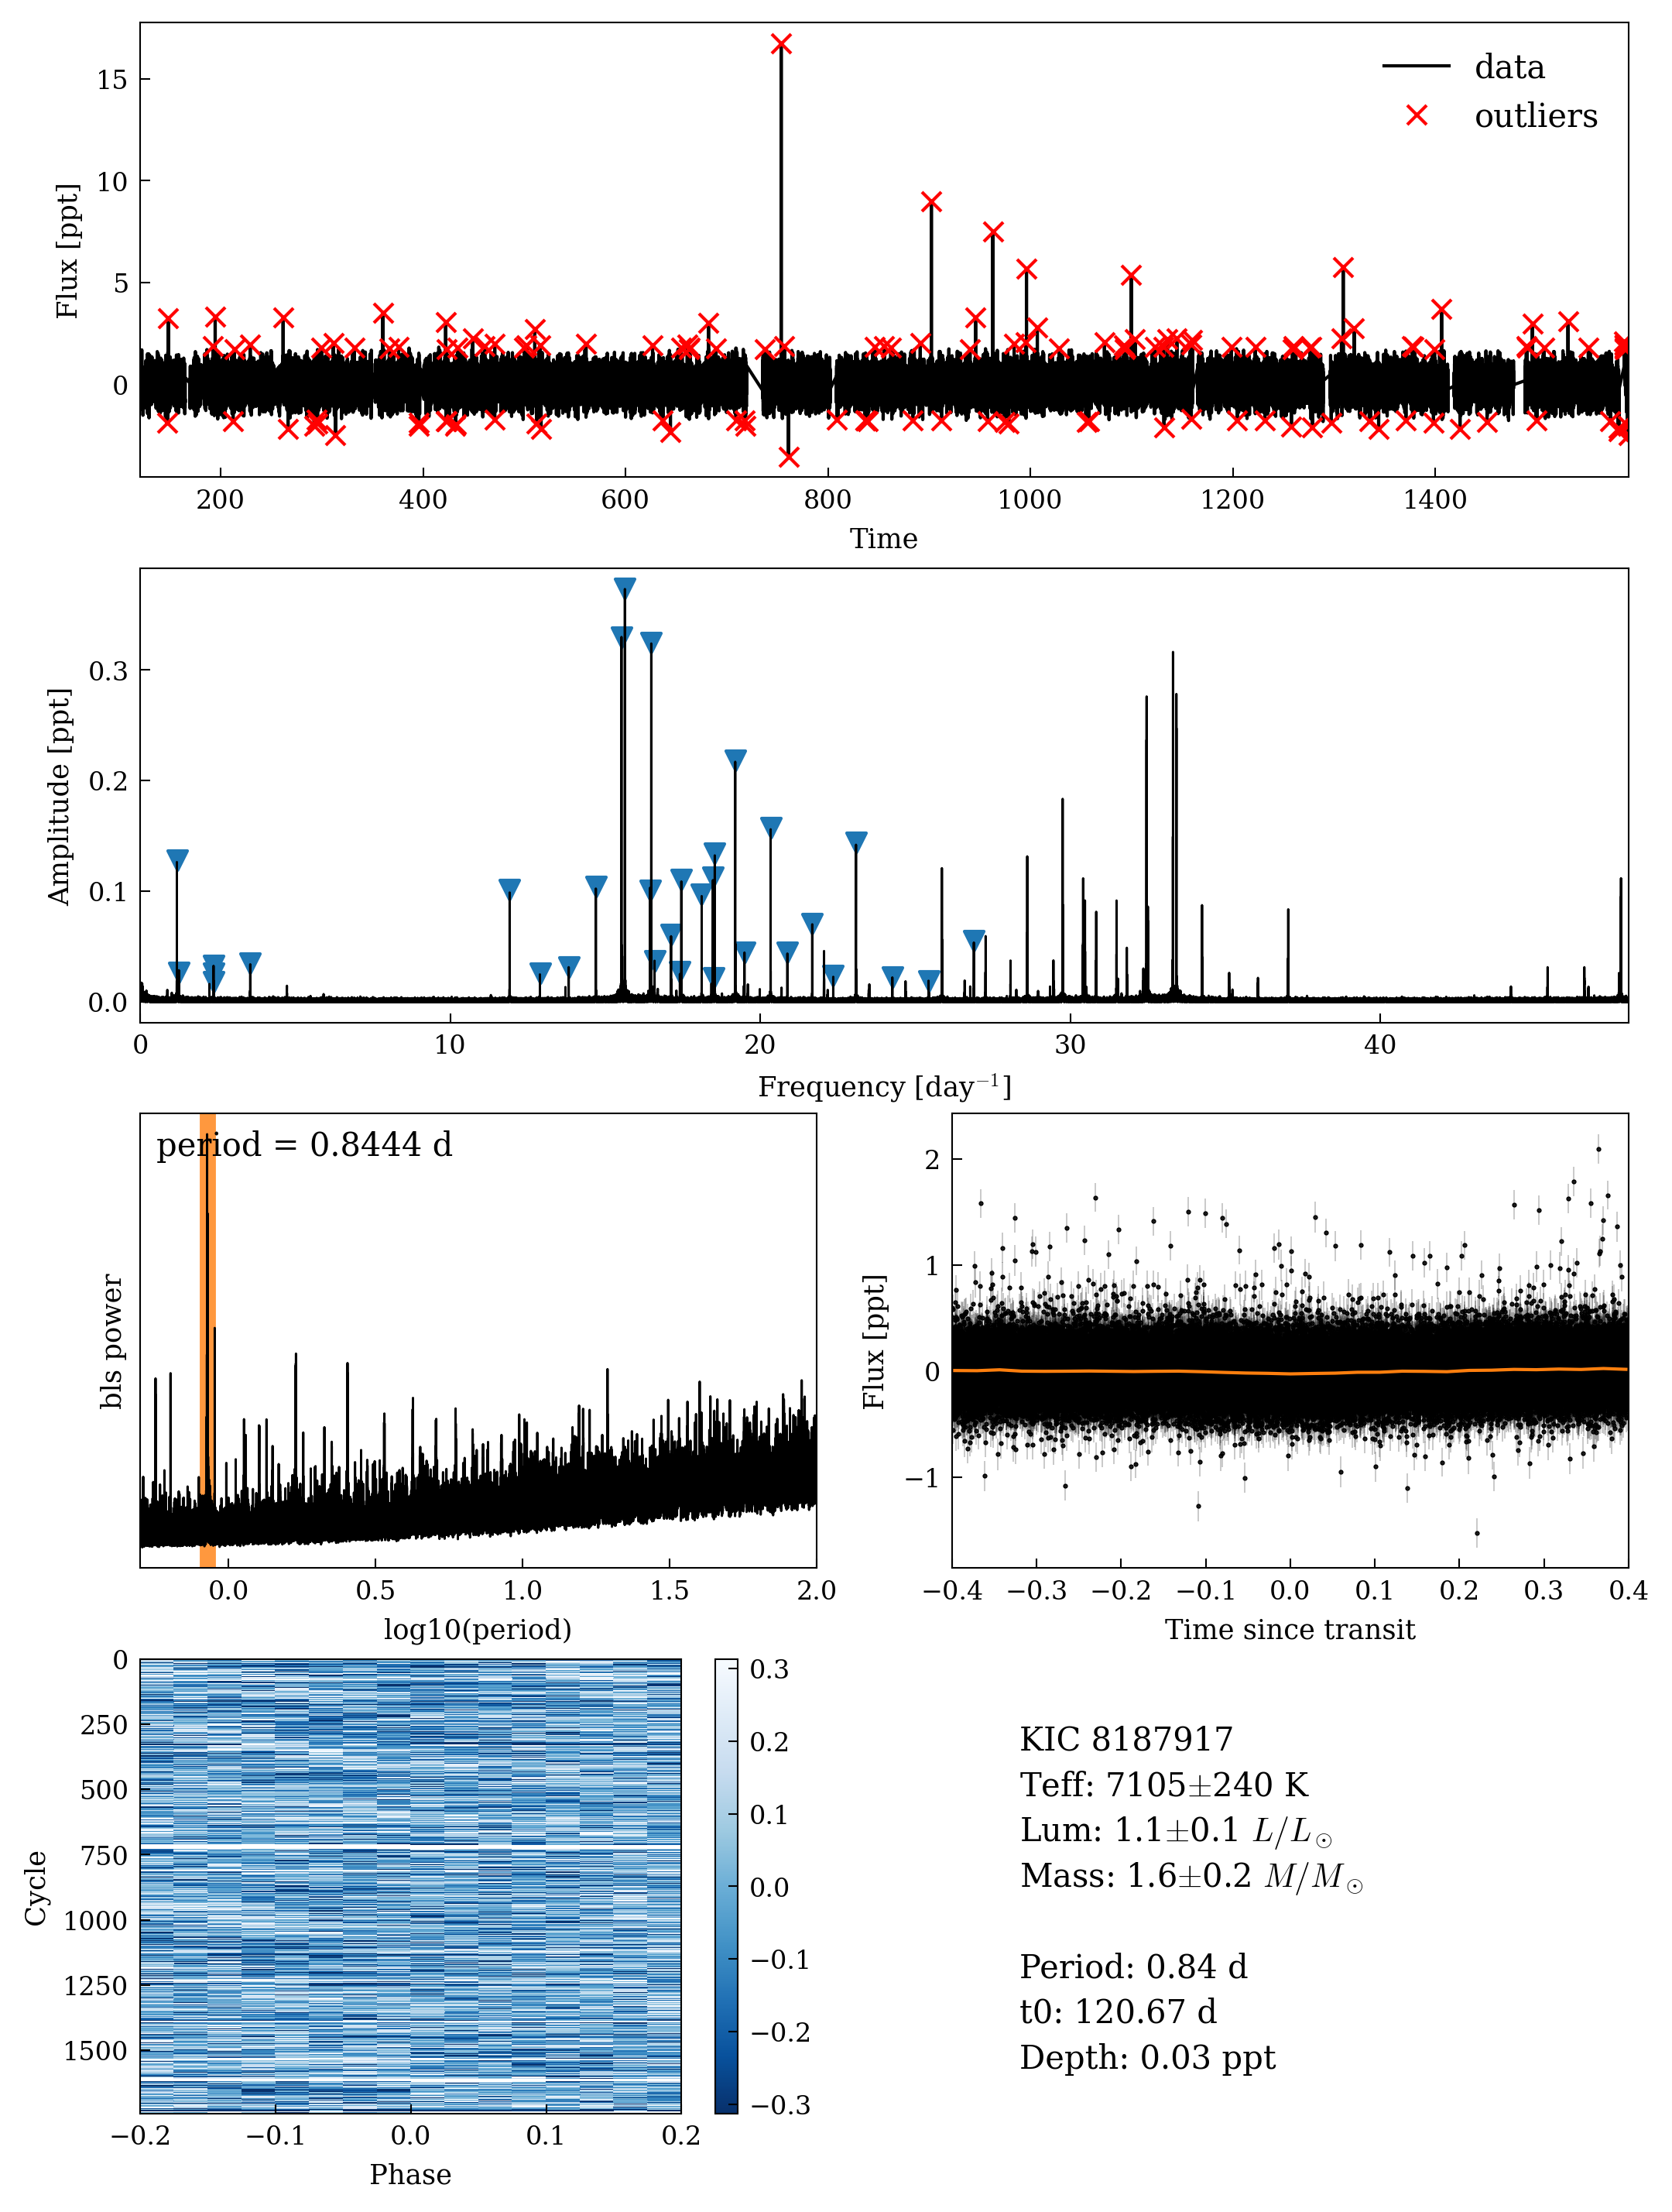 Flux [ppt]
15
10
5
0
data
outliers
200 400 600 800 1000 1200 1400
Time
Amplitude [ppt]
0.3
0.2
0.1
0.0
0 10 20 30 40
Frequency [day⁻¹]
bls power
period = 0.8444 d
0.0 0.5 1.0 1.5 2.0
log10(period)
Flux [ppt]
2
1
0
−1
−0.4 −0.3 −0.2 −0.1 0.0 0.1 0.2 0.3 0.4
Time since transit
Cycle
0
250
500
750
1000
1250
1500
−0.2 −0.1 0.0 0.1 0.2
Phase
0.3
0.2
0.1
0.0
−0.1
−0.2
−0.3
KIC 8187917
Teff: 7105±240 K
Lum: 1.1±0.1 L/L☉
Mass: 1.6±0.2 M/M☉
Period: 0.84 d
t0: 120.67 d
Depth: 0.03 ppt